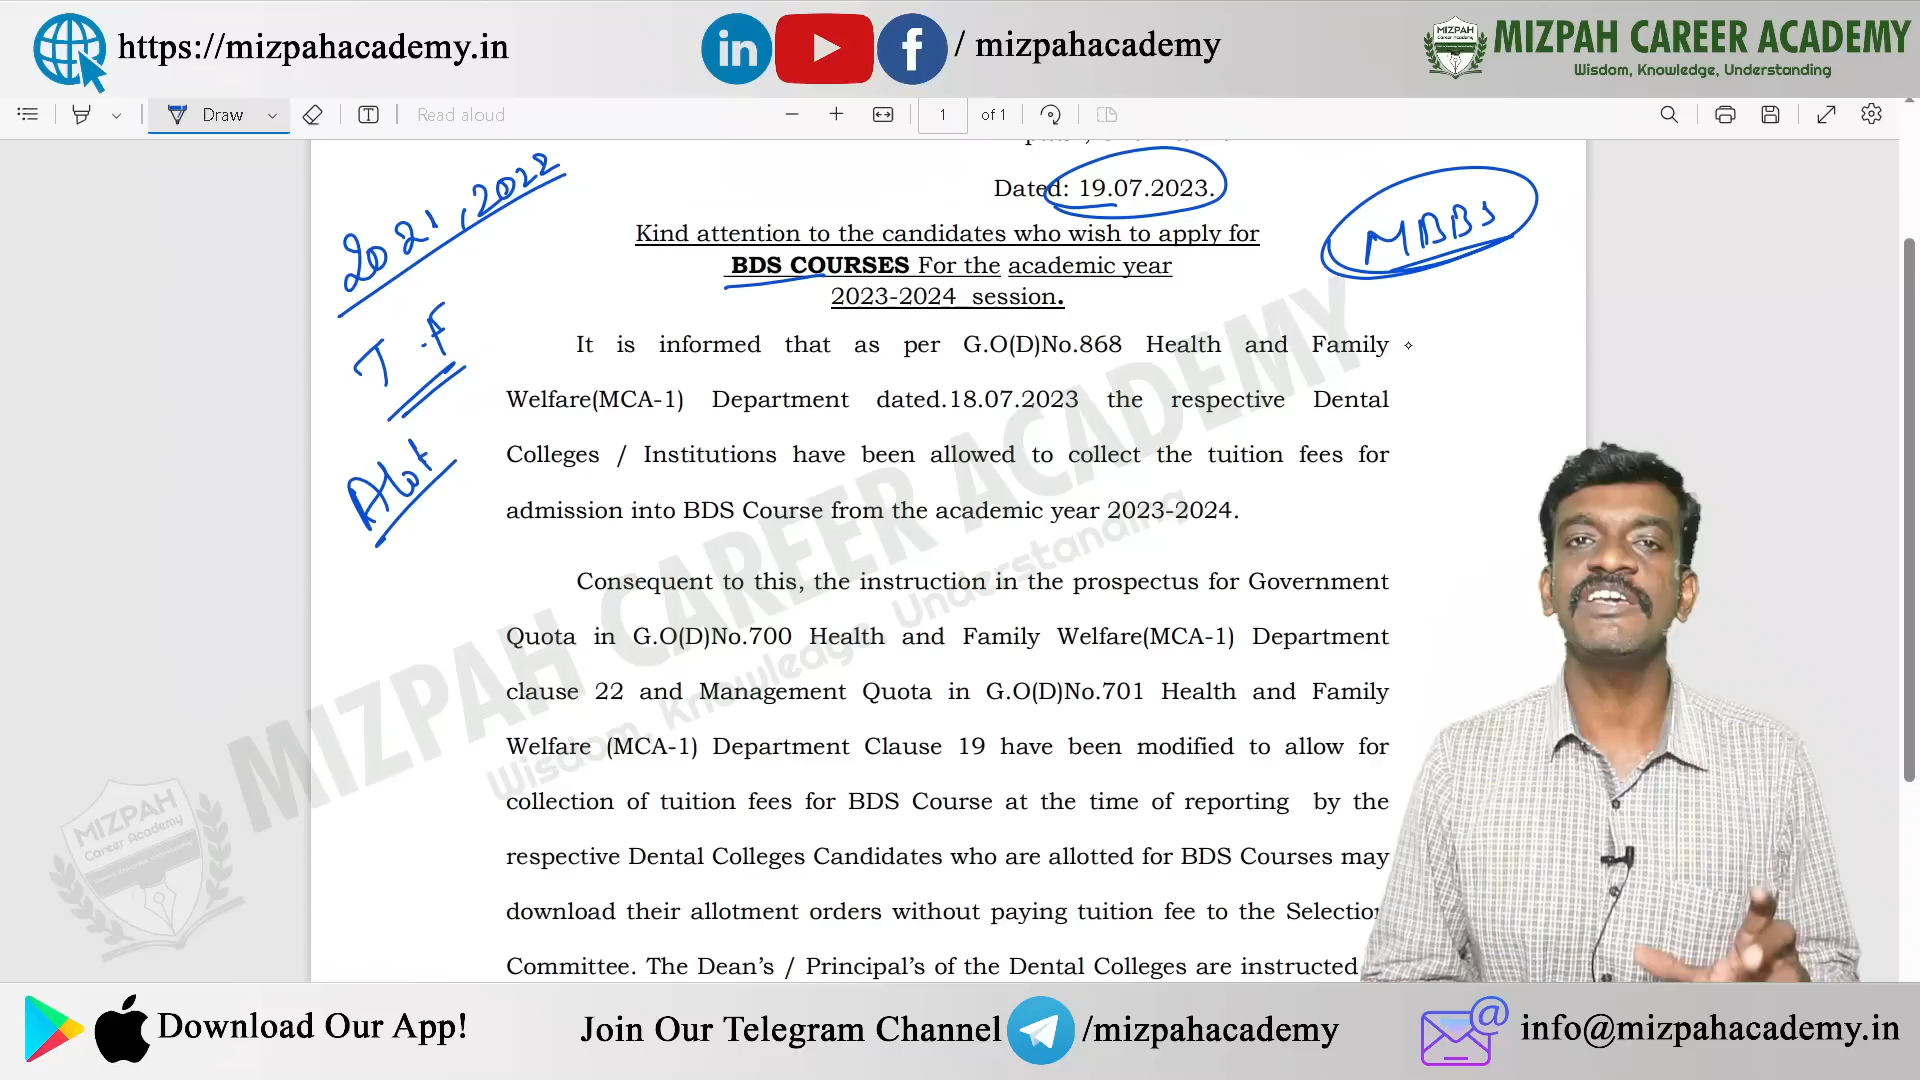 https://mizpahacademy.in
in
f
/ mizpahacademy
MIZPAH CAREER ACADEMY
Wisdom, Knowledge, Understanding
MIZPAH
Career Academy
Draw
T
Read aloud
1
of 1
Dated: 19.07.2023.
2021, 2022
MBBS
Kind attention to the candidates who wish to apply for
BDS COURSES For the academic year
2023-2024 session.
T.F
Alot
It is informed that as per G.O(D)No.868 Health and Family
Welfare(MCA-1) Department dated.18.07.2023 the respective Dental
Colleges / Institutions have been allowed to collect the tuition fees for
admission into BDS Course from the academic year 2023-2024.
Consequent to this, the instruction in the prospectus for Government
Quota in G.O(D)No.700 Health and Family Welfare(MCA-1) Department
clause 22 and Management Quota in G.O(D)No.701 Health and Family
Welfare (MCA-1) Department Clause 19 have been modified to allow for
collection of tuition fees for BDS Course at the time of reporting by the
respective Dental Colleges Candidates who are allotted for BDS Courses may
download their allotment orders without paying tuition fee to the Selection
Committee. The Dean's / Principal's of the Dental Colleges are instructed
MIZPAH CAREER ACADEMY
Wisdom, Knowledge, Understanding
MIZPAH
Career Academy
Download Our App!
Join Our Telegram Channel
/mizpahacademy
@
info@mizpahacademy.in